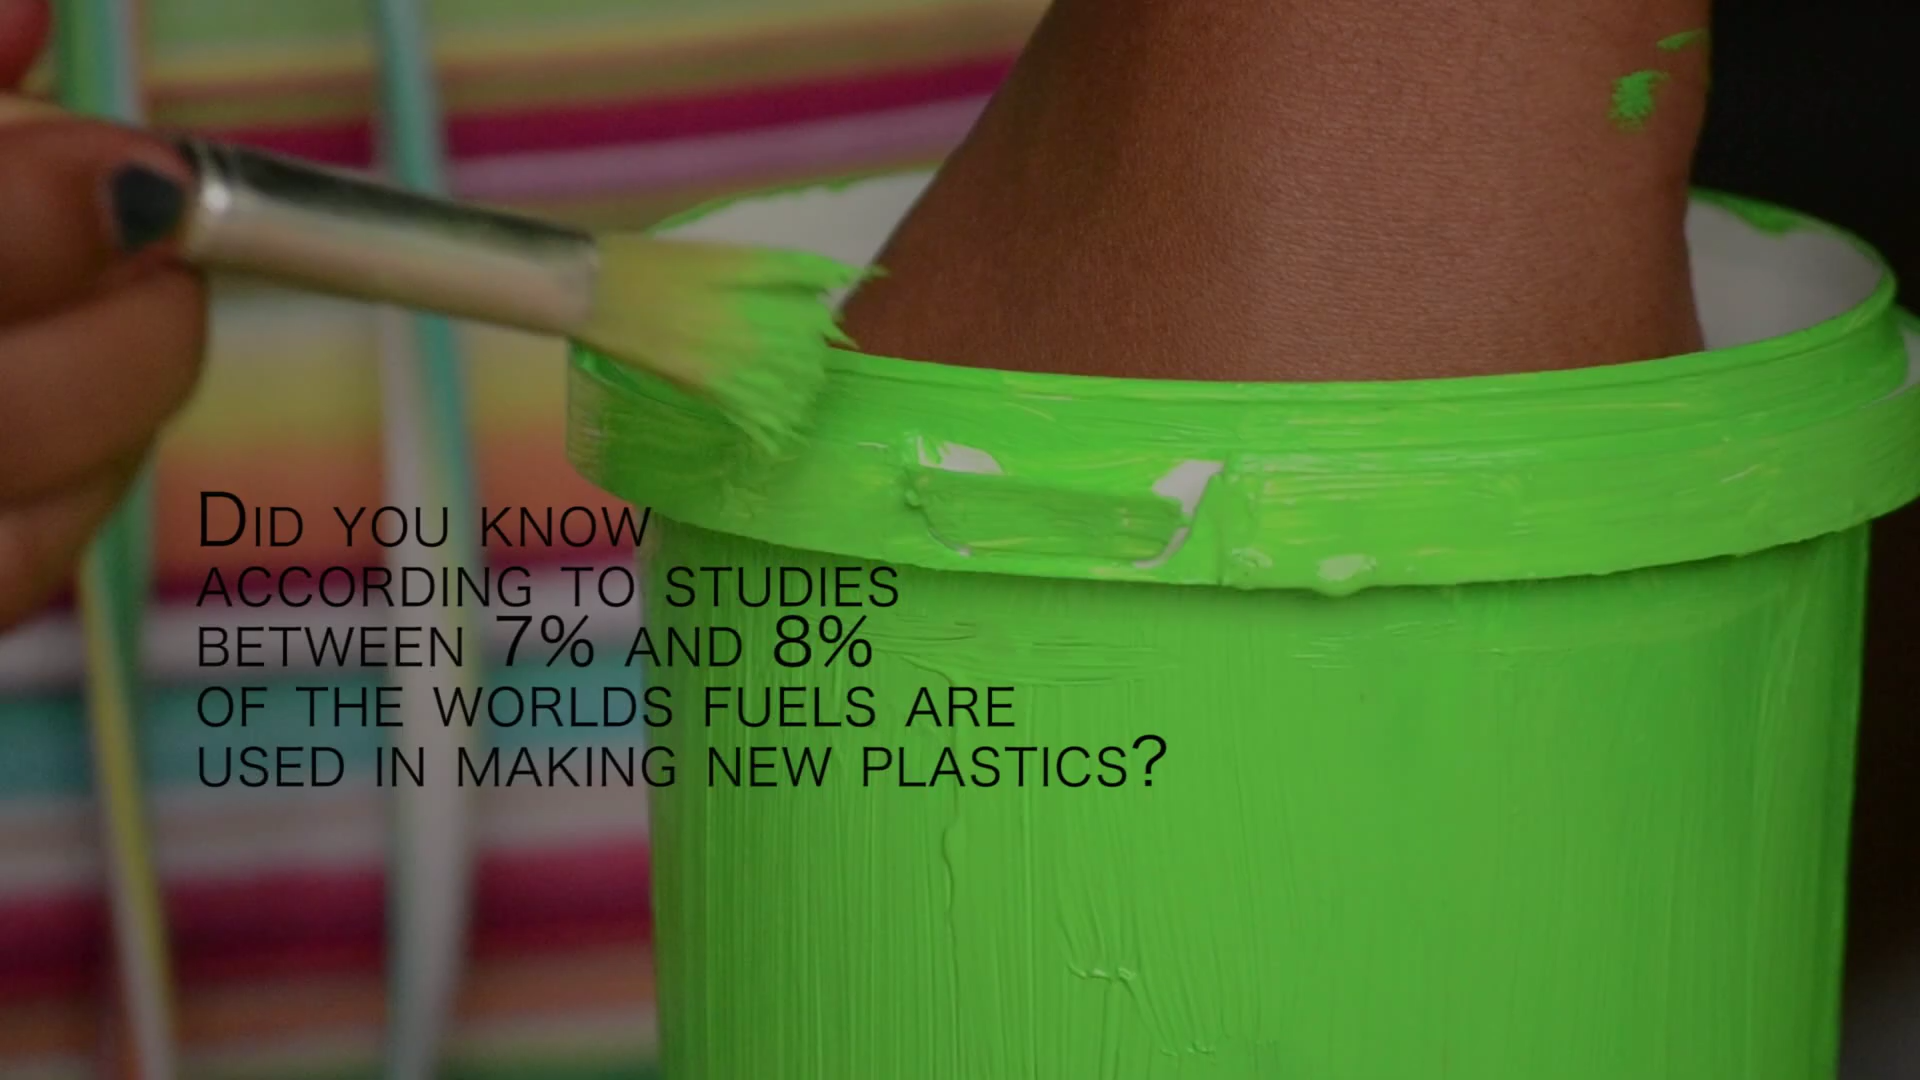 Did you know
according to studies
between 7% and 8%
of the worlds fuels are
used in making new plastics?